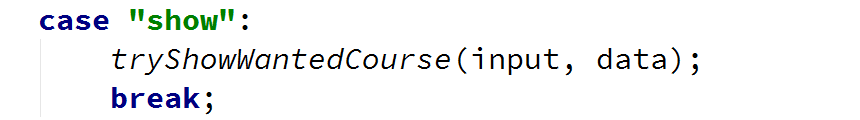 case "show":
tryShowWantedCourse(input, data);
break;